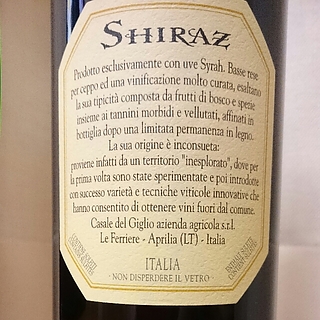 SHIRAZ
Prodotto esclusivamente con uve Syrah. Basse rese
per ceppo ed una vinificazione molto curata, esaltano
la sua tipicità composta da frutti di bosco e spezie
insieme ai tannini morbidi e vellutati, affinati in
bottiglia dopo una limitata permanenza in legno.
La sua origine è inconsueta:
proviene infatti da un territorio "inesplorato", dove per
la prima volta sono state sperimentate e poi introdotte
con successo varietà e tecniche viticole innovative che
hanno consentito di ottenere vini fuori dal comune.
Casale del Giglio azienda agricola s.r.l.
Le Ferriere - Aprilia (LT) - Italia
ITALIA
- NON DISPERDERE IL VETRO -